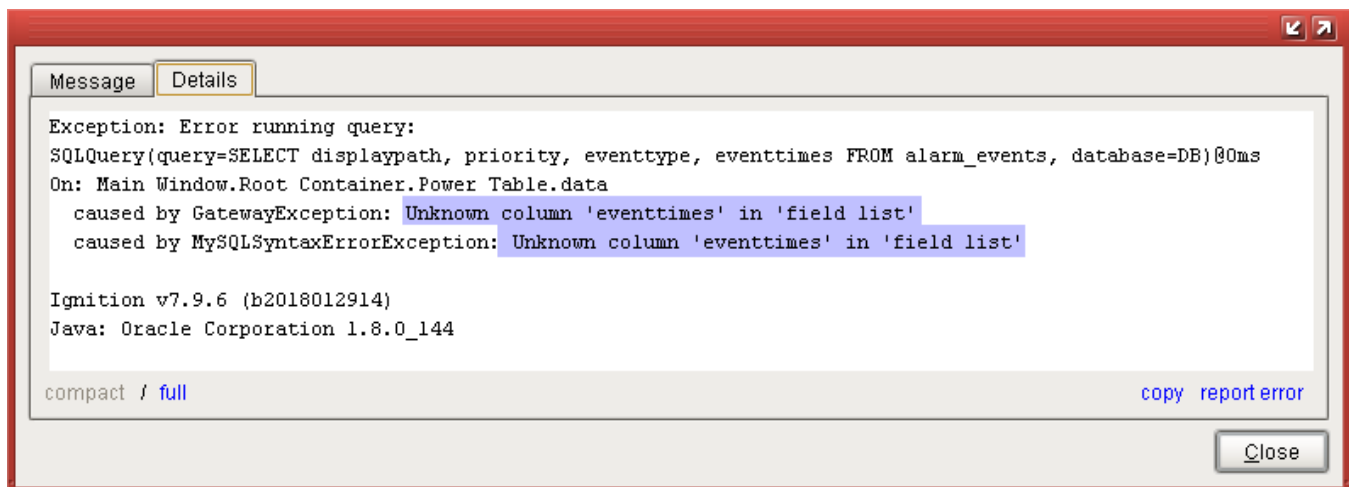 Message
Details
Exception: Error running query:
SQLQuery(query=SELECT displaypath, priority, eventtype, eventtimes FROM alarm_events, database=DB)@0ms
On: Main Window.Root Container.Power Table.data
caused by GatewayException: Unknown column 'eventtimes' in 'field list'
caused by MySQLSyntaxErrorException: Unknown column 'eventtimes' in 'field list'
Ignition v7.9.6 (b2018012914)
Java: Oracle Corporation 1.8.0_144
compact / full
copy report error
Close